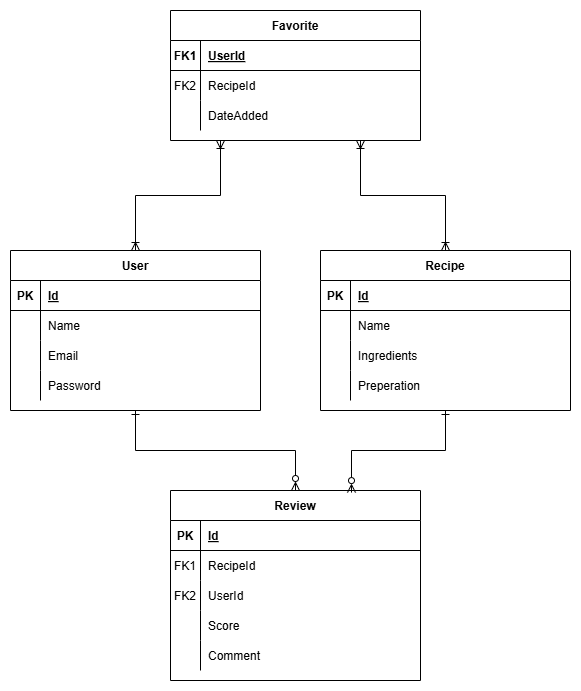 Favorite
FK1 UserId
FK2 RecipeId
DateAdded
User
PK Id
Name
Email
Password
Recipe
PK Id
Name
Ingredients
Preperation
Review
PK Id
FK1 RecipeId
FK2 UserId
Score
Comment